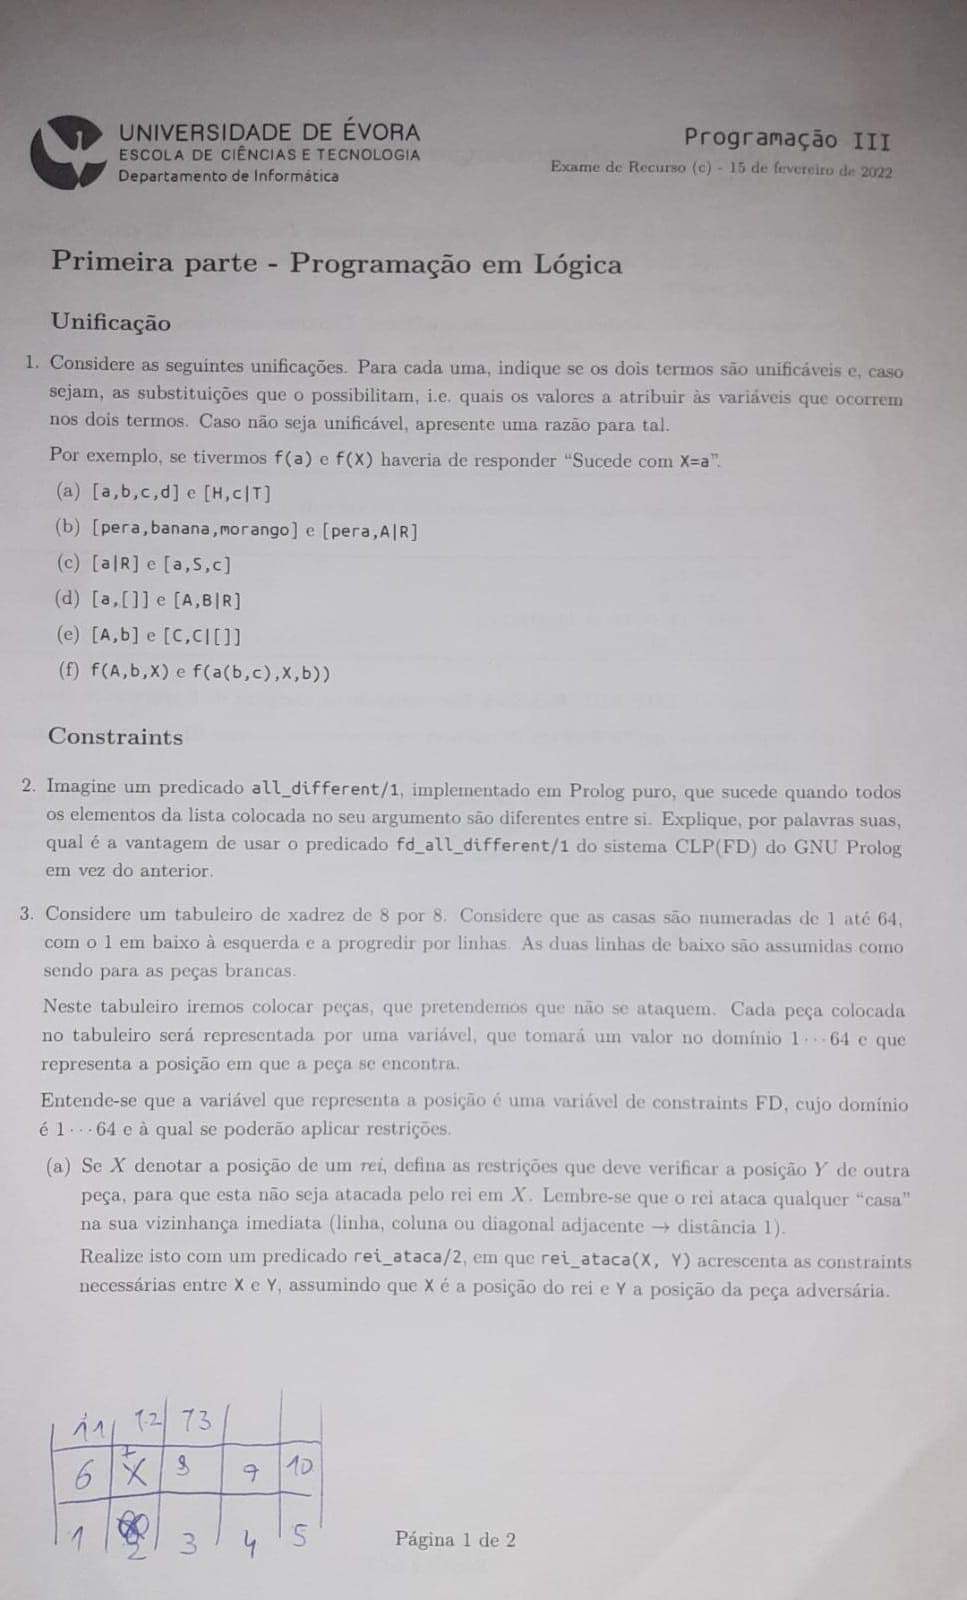 UNIVERSIDADE DE ÉVORA
ESCOLA DE CIÊNCIAS E TECNOLOGIA
Departamento de Informática
Programação III
Exame de Recurso (c) - 15 de fevereiro de 2022
Primeira parte - Programação em Lógica
Unificação
1. Considere as seguintes unificações. Para cada uma, indique se os dois termos são unificáveis e, caso
sejam, as substituições que o possibilitam, i.e. quais os valores a atribuir às variáveis que ocorrem
nos dois termos. Caso não seja unificável, apresente uma razão para tal.
Por exemplo, se tivermos f(a) e f(X) haveria de responder “Sucede com X=a”.
(a) [a,b,c,d] e [H,c|T]
(b) [pera,banana,morango] e [pera,A|R]
(c) [a|R] e [a,S,c]
(d) [a,[]] e [A,B|R]
(e) [A,b] e [C,C|[]]
(f) f(A,b,X) e f(a(b,c),X,b))
Constraints
2. Imagine um predicado all_different/1, implementado em Prolog puro, que sucede quando todos
os elementos da lista colocada no seu argumento são diferentes entre si. Explique, por palavras suas,
qual é a vantagem de usar o predicado fd_all_different/1 do sistema CLP(FD) do GNU Prolog
em vez do anterior.
3. Considere um tabuleiro de xadrez de 8 por 8. Considere que as casas são numeradas de 1 até 64,
com o 1 em baixo à esquerda e a progredir por linhas. As duas linhas de baixo são assumidas como
sendo para as peças brancas.
Neste tabuleiro iremos colocar peças, que pretendemos que não se ataquem. Cada peça colocada
no tabuleiro será representada por uma variável, que tomará um valor no domínio 1···64 e que
representa a posição em que a peça se encontra.
Entende-se que a variável que representa a posição é uma variável de constraints FD, cujo domínio
é 1···64 e à qual se poderão aplicar restrições.
(a) Se X denotar a posição de um rei, defina as restrições que deve verificar a posição Y de outra
peça, para que esta não seja atacada pelo rei em X. Lembre-se que o rei ataca qualquer “casa”
na sua vizinhança imediata (linha, coluna ou diagonal adjacente → distância 1).
Realize isto com um predicado rei_ataca/2, em que rei_ataca(X, Y) acrescenta as constraints
necessárias entre X e Y, assumindo que X é a posição do rei e Y a posição da peça adversária.
11 12 13
6 X 8 9 10
1 2 3 4 5
Página 1 de 2